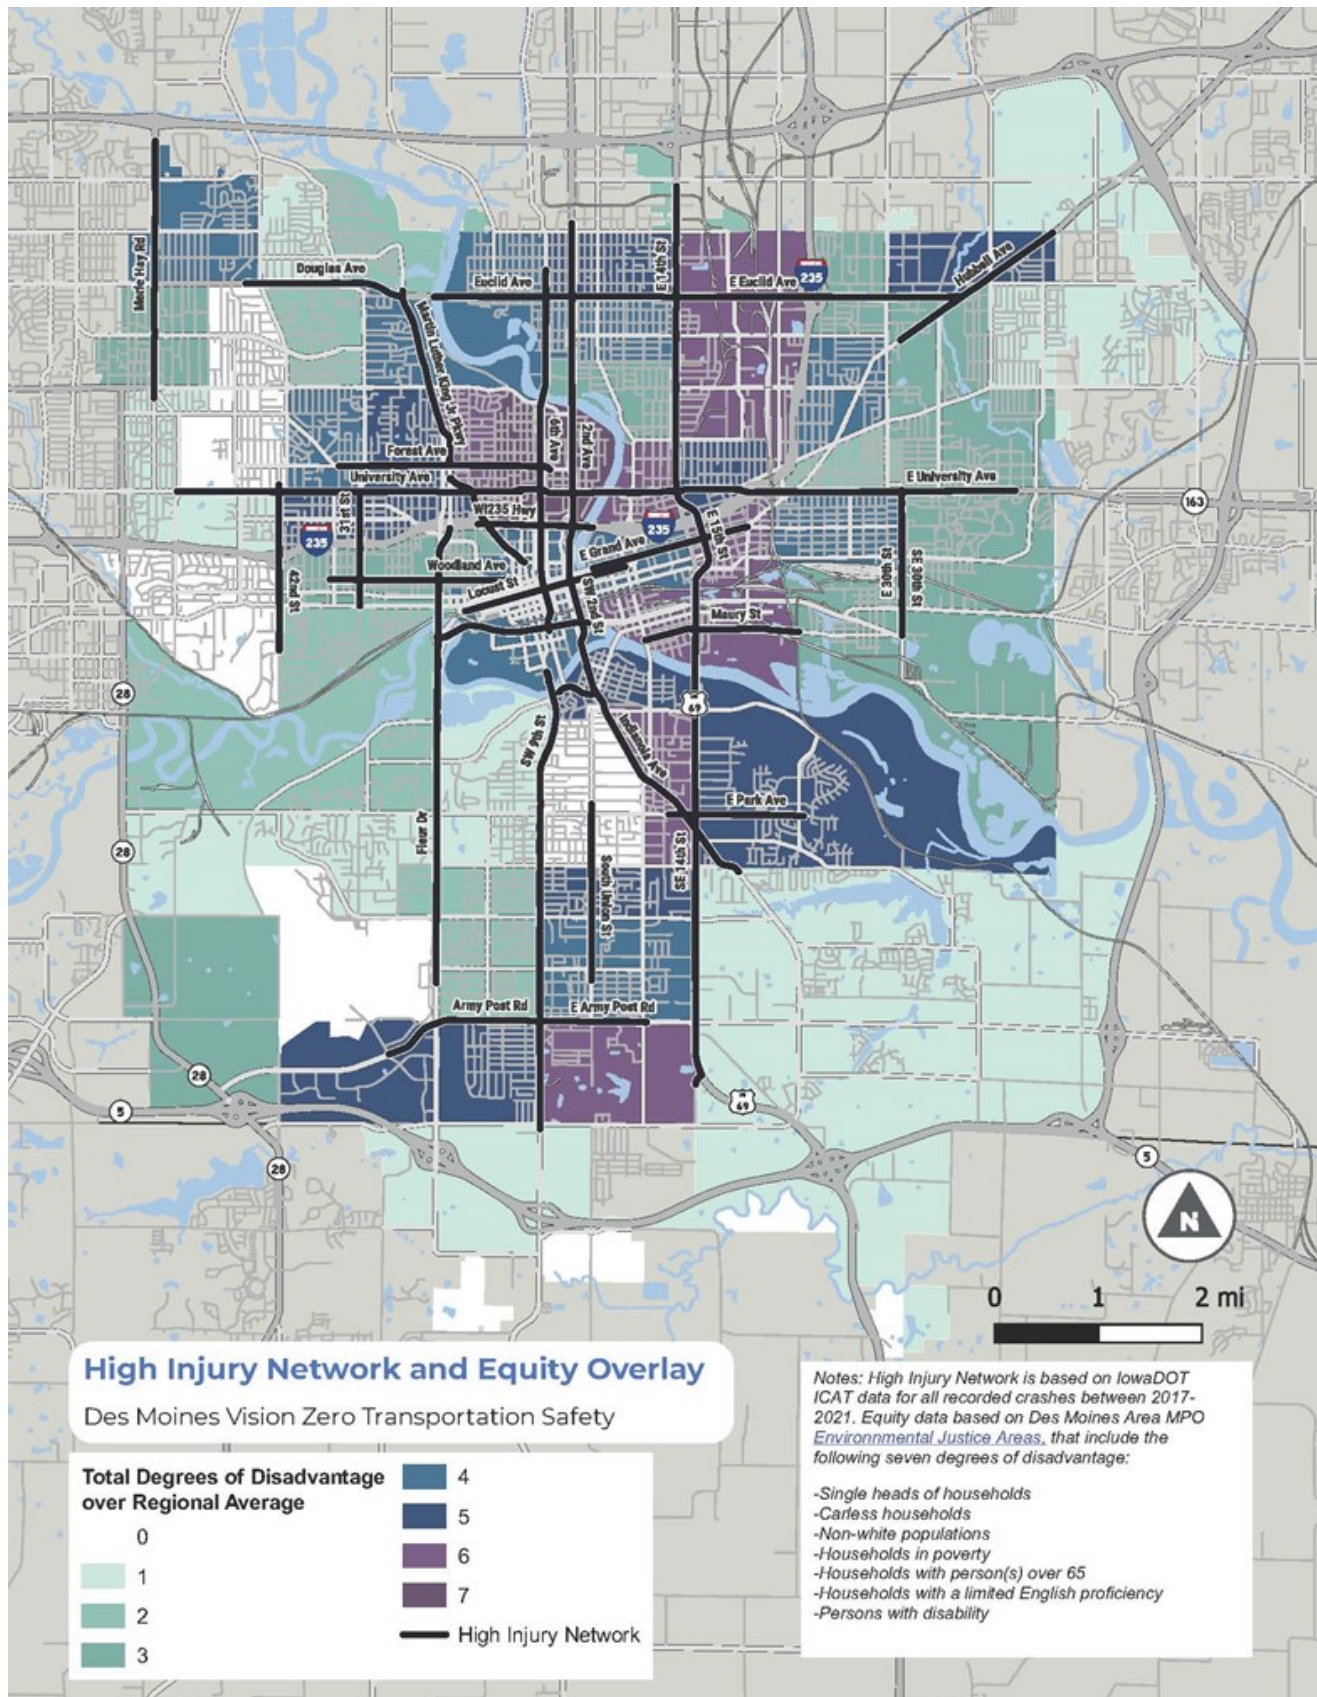 Merle Hay Rd
Douglas Ave
Euclid Ave
E 14th St
E Euclid Ave
235
Hubbell Ave
Martin Luther King Jr Pkwy
6th Ave
2nd Ave
Forest Ave
University Ave
E University Ave
163
31st St
WI235 Hwy
235
235
E Grand Ave
E 15th St
42nd St
Woodland Ave
Locust St
SW 2nd St
E 30th St
SE 30th St
Maury St
28
69
SW 9th St
Indianola Ave
E Park Ave
Fleur Dr
28
SE 14th St
South Union St
Army Post Rd
E Army Post Rd
28
5
69
28
5
N
0 1 2 mi
High Injury Network and Equity Overlay
Des Moines Vision Zero Transportation Safety
Total Degrees of Disadvantage
over Regional Average
0
1
2
3
4
5
6
7
High Injury Network
Notes: High Injury Network is based on IowaDOT
ICAT data for all recorded crashes between 2017-
2021. Equity data based on Des Moines Area MPO
Environnmental Justice Areas, that include the
following seven degrees of disadvantage:
-Single heads of households
-Carless households
-Non-white populations
-Households in poverty
-Households with person(s) over 65
-Households with a limited English proficiency
-Persons with disability